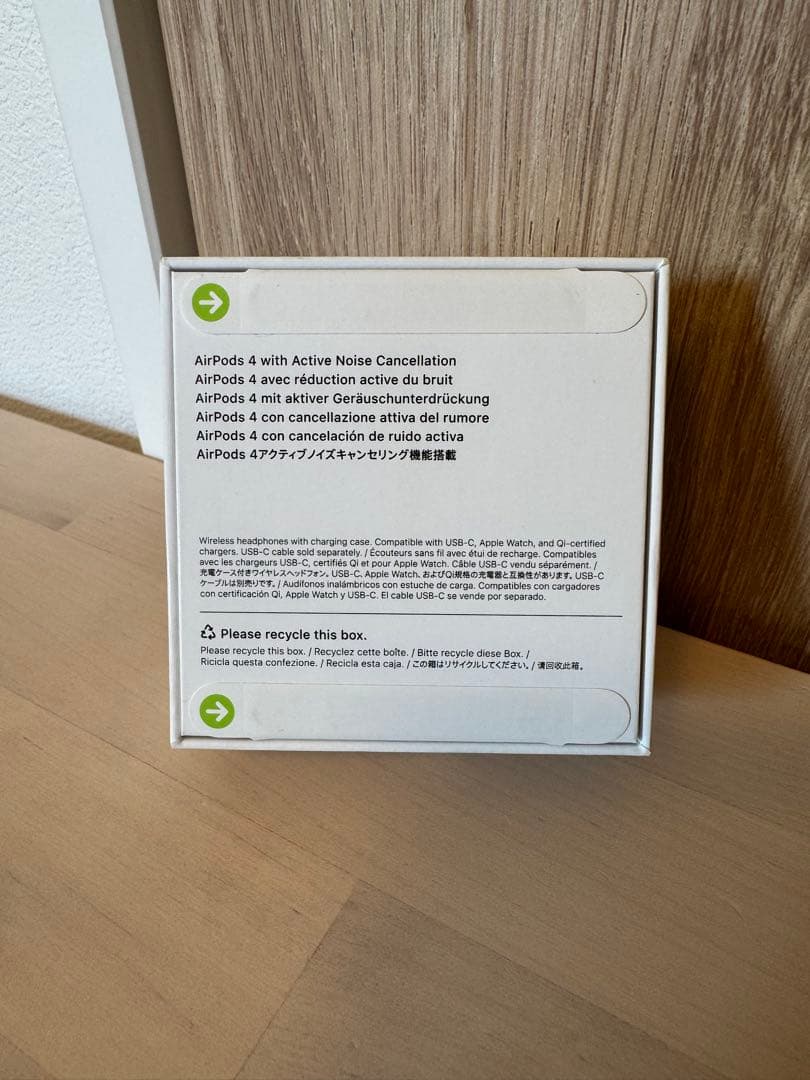 AirPods 4 with Active Noise Cancellation
AirPods 4 avec réduction active du bruit
AirPods 4 mit aktiver Geräuschunterdrückung
AirPods 4 con cancellazione attiva del rumore
AirPods 4 con cancelación de ruido activa
AirPods 4アクティブノイズキャンセリング機能搭載
Wireless headphones with charging case. Compatible with USB-C, Apple Watch, and Qi-certified
chargers. USB-C cable sold separately. / Écouteurs sans fil avec étui de recharge. Compatibles
avec les chargeurs USB-C, certifiés Qi et pour Apple Watch. Câble USB-C vendu séparément. /
充電ケース付きワイヤレスヘッドフォン。USB-C、Apple Watch、およびQi規格の充電器と互換性があります。USB-C
ケーブルは別売りです。/ Audífonos inalámbricos con estuche de carga. Compatibles con cargadores
con certificación Qi, Apple Watch y USB-C. El cable USB-C se vende por separado.
Please recycle this box.
Please recycle this box. / Recyclez cette boîte. / Bitte recycle diese Box. /
Ricicla questa confezione. / Recicla esta caja. / この箱はリサイクルしてください。/ 请回收此箱。